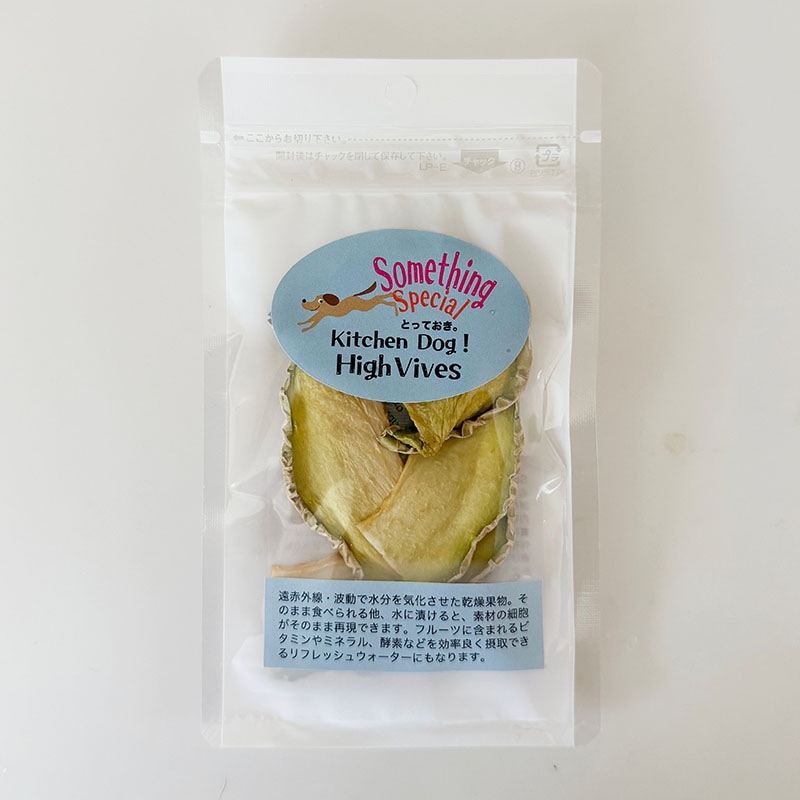 ←ここからお切り下さい。
開封後はチャックを閉じて保存して下さい。
LP-E
チャック
⑧
プラ
Something
Special
とっておき。
Kitchen Dog!
High Vives
遠赤外線・波動で水分を気化させた乾燥果物。そ
のまま食べられる他、水に漬けると、素材の細胞
がそのまま再現できます。フルーツに含まれるビ
タミンやミネラル、酵素などを効率良く摂取でき
るリフレッシュウォーターにもなります。